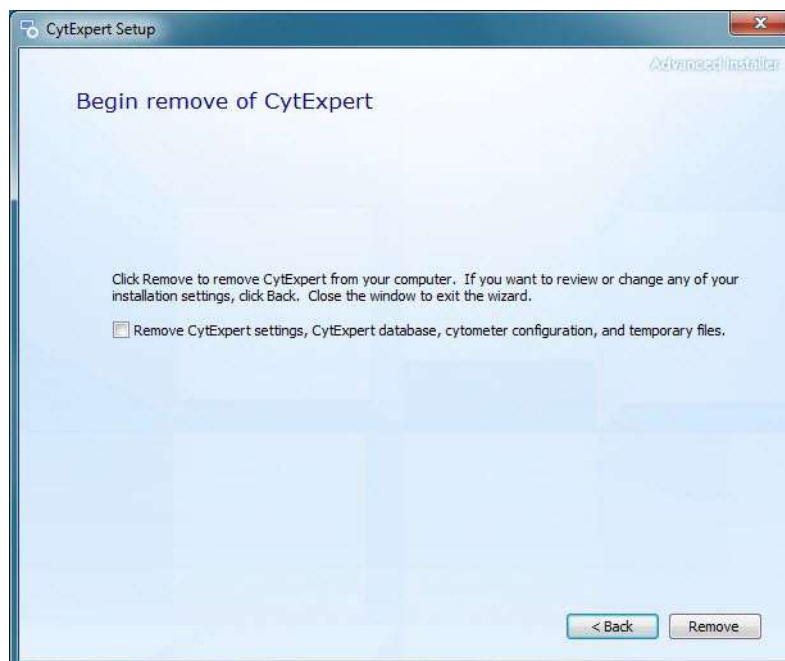 CytExpert Setup
Advanced Installer
Begin remove of CytExpert
Click Remove to remove CytExpert from your computer. If you want to review or change any of your
installation settings, click Back. Close the window to exit the wizard.
Remove CytExpert settings, CytExpert database, cytometer configuration, and temporary files.
< Back Remove